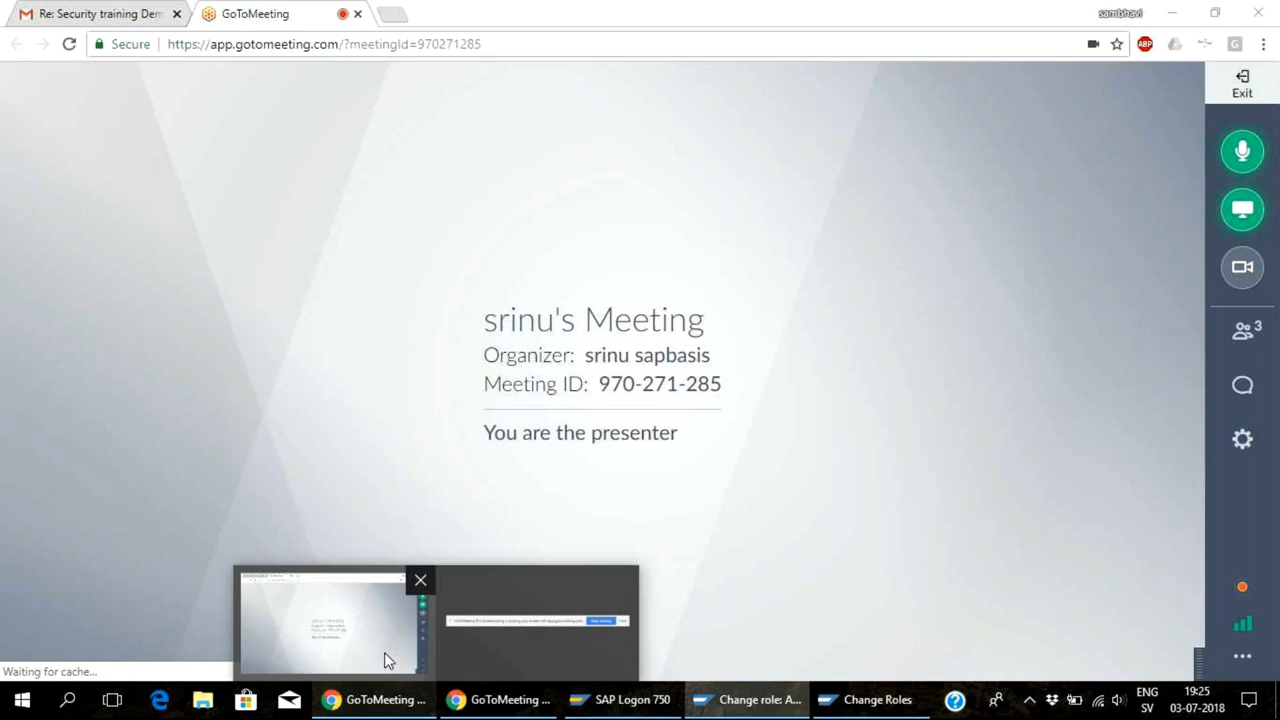 Re: Security training Dem
GoToMeeting
sambhavi
Secure
https://app.gotomeeting.com/?meetingId=970271285
ABP
G
Exit
srinu's Meeting
Organizer: srinu sapbasis
Meeting ID: 970-271-285
You are the presenter
3
Waiting for cache...
GoToMeeting ...
GoToMeeting ...
SAP Logon 750
Change role: A...
Change Roles
ENG
SV
19:25
03-07-2018